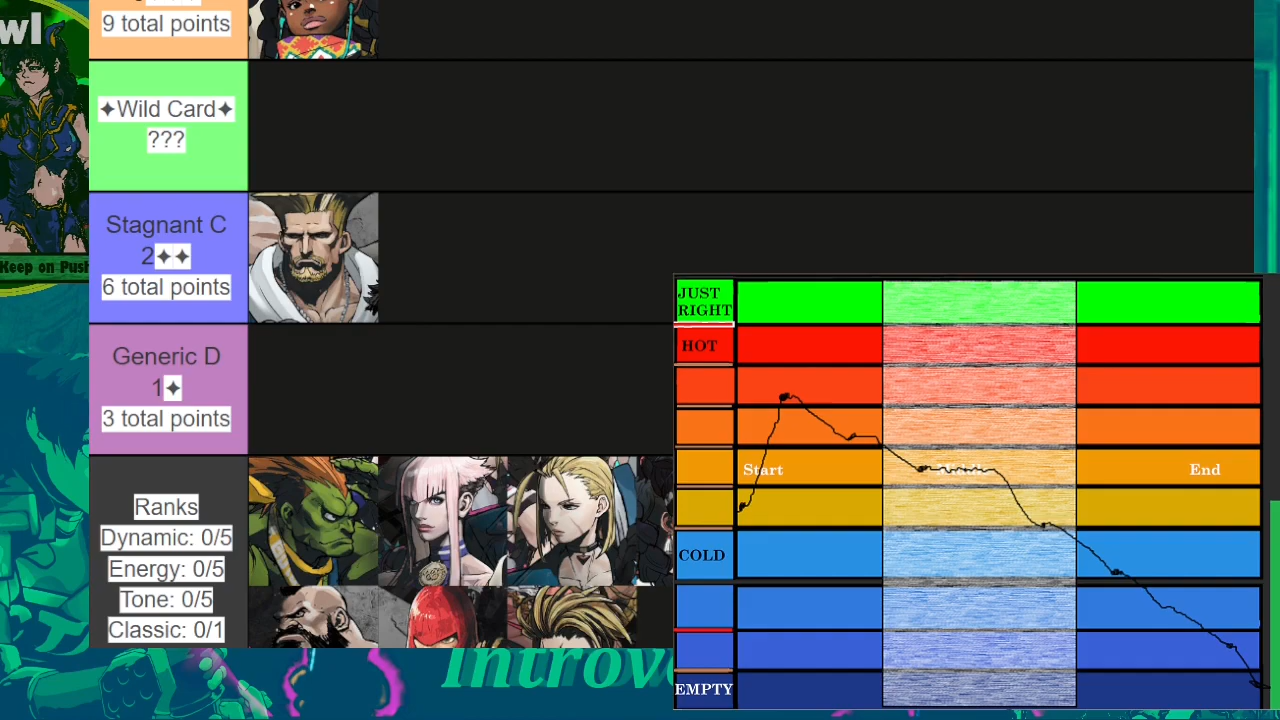 wl
9 total points
✦Wild Card✦
???
Stagnant C
2✦✦
6 total points
Keep on Push
Generic D
1✦
3 total points
Ranks
Dynamic: 0/5
Energy: 0/5
Tone: 0/5
Classic: 0/1
JUST
RIGHT
HOT
Start
End
COLD
EMPTY
Introve